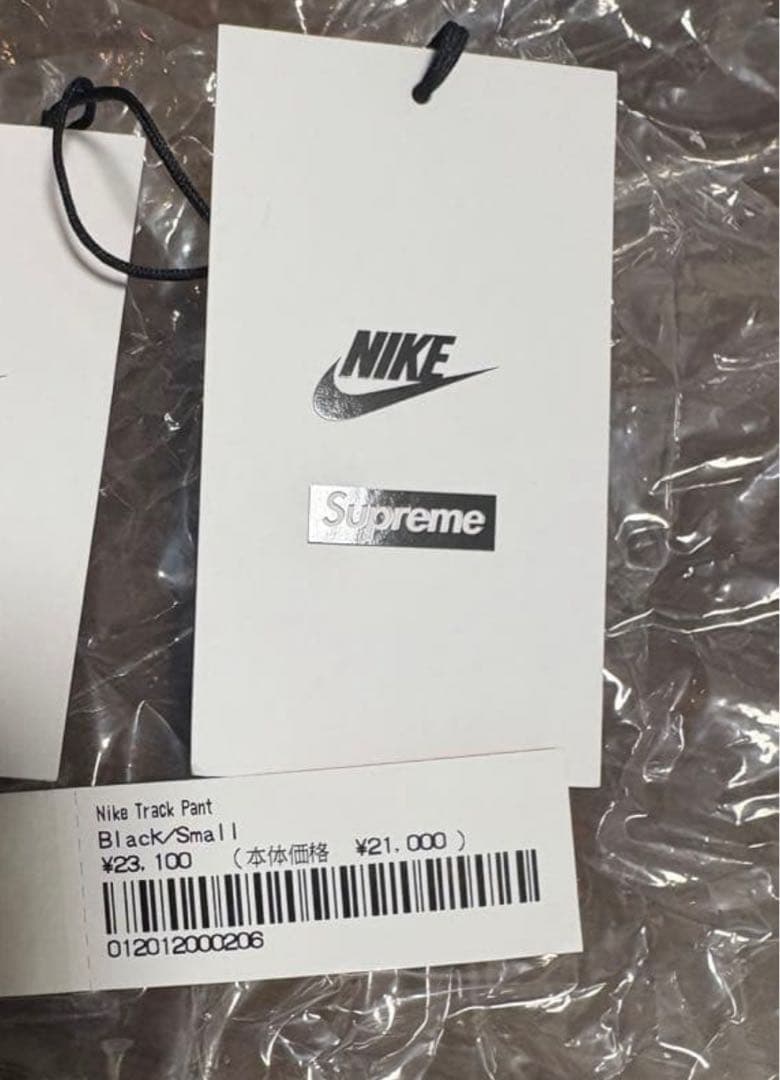 NIKE
Supreme
Nike Track Pant
Black/Small
¥23,100 (本体価格 ¥21,000 )
012012000206